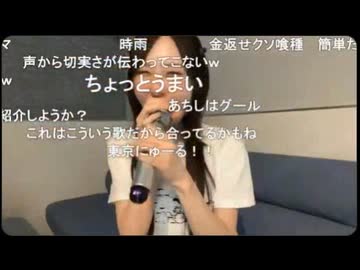 マ　時雨　金返せクソ喰種　簡単だ
声から切実さが伝わってこないｗ
ｗ　ちょっとうまい
あちしはグール
紹介しようか？
これはこういう歌だから合ってるかもね
東京にゅーる！！